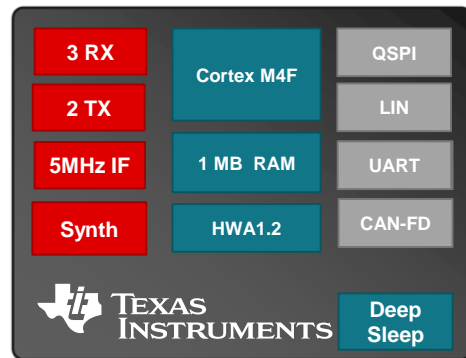 3 RX
2 TX
5MHz IF
Synth
Cortex M4F
1 MB RAM
HWA1.2
QSPI
LIN
UART
CAN-FD
TEXAS
INSTRUMENTS
Deep
Sleep